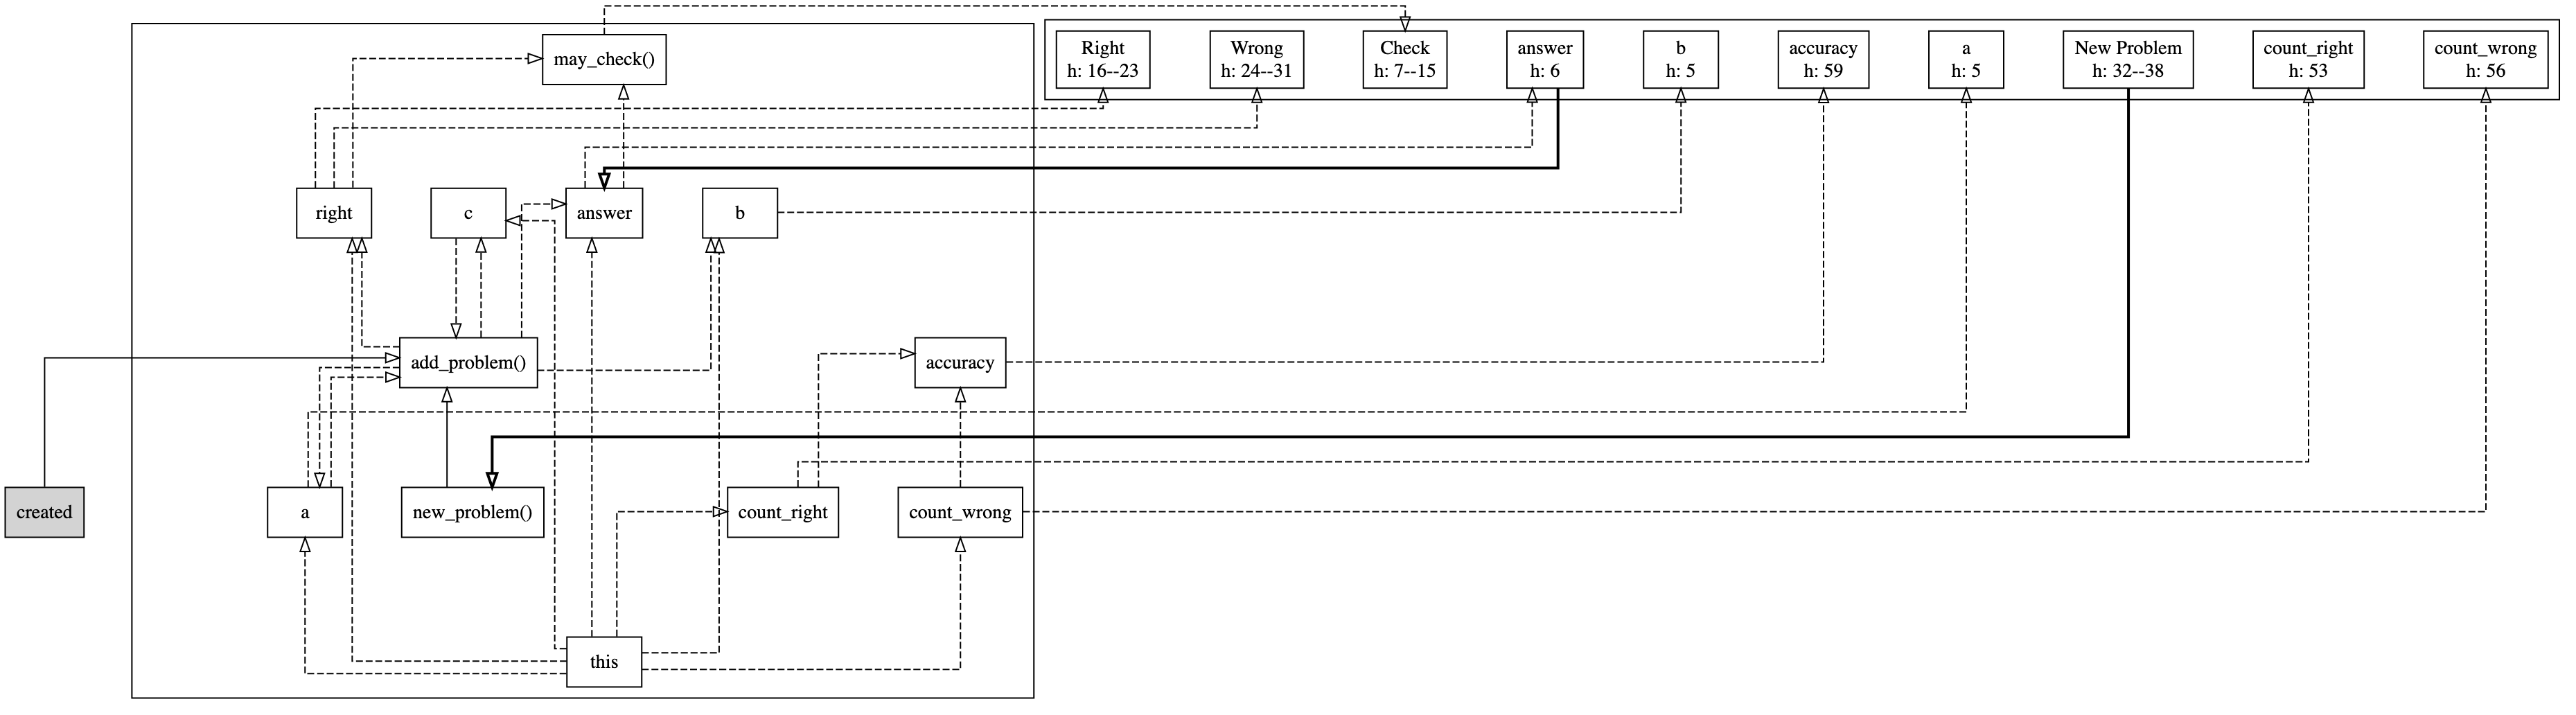 may_check()
Right
h: 16--23
Wrong
h: 24--31
Check
h: 7--15
answer
h: 6
b
h: 5
accuracy
h: 59
a
h: 5
New Problem
h: 32--38
count_right
h: 53
count_wrong
h: 56
right
c
answer
b
add_problem()
accuracy
created
a
new_problem()
count_right
count_wrong
this